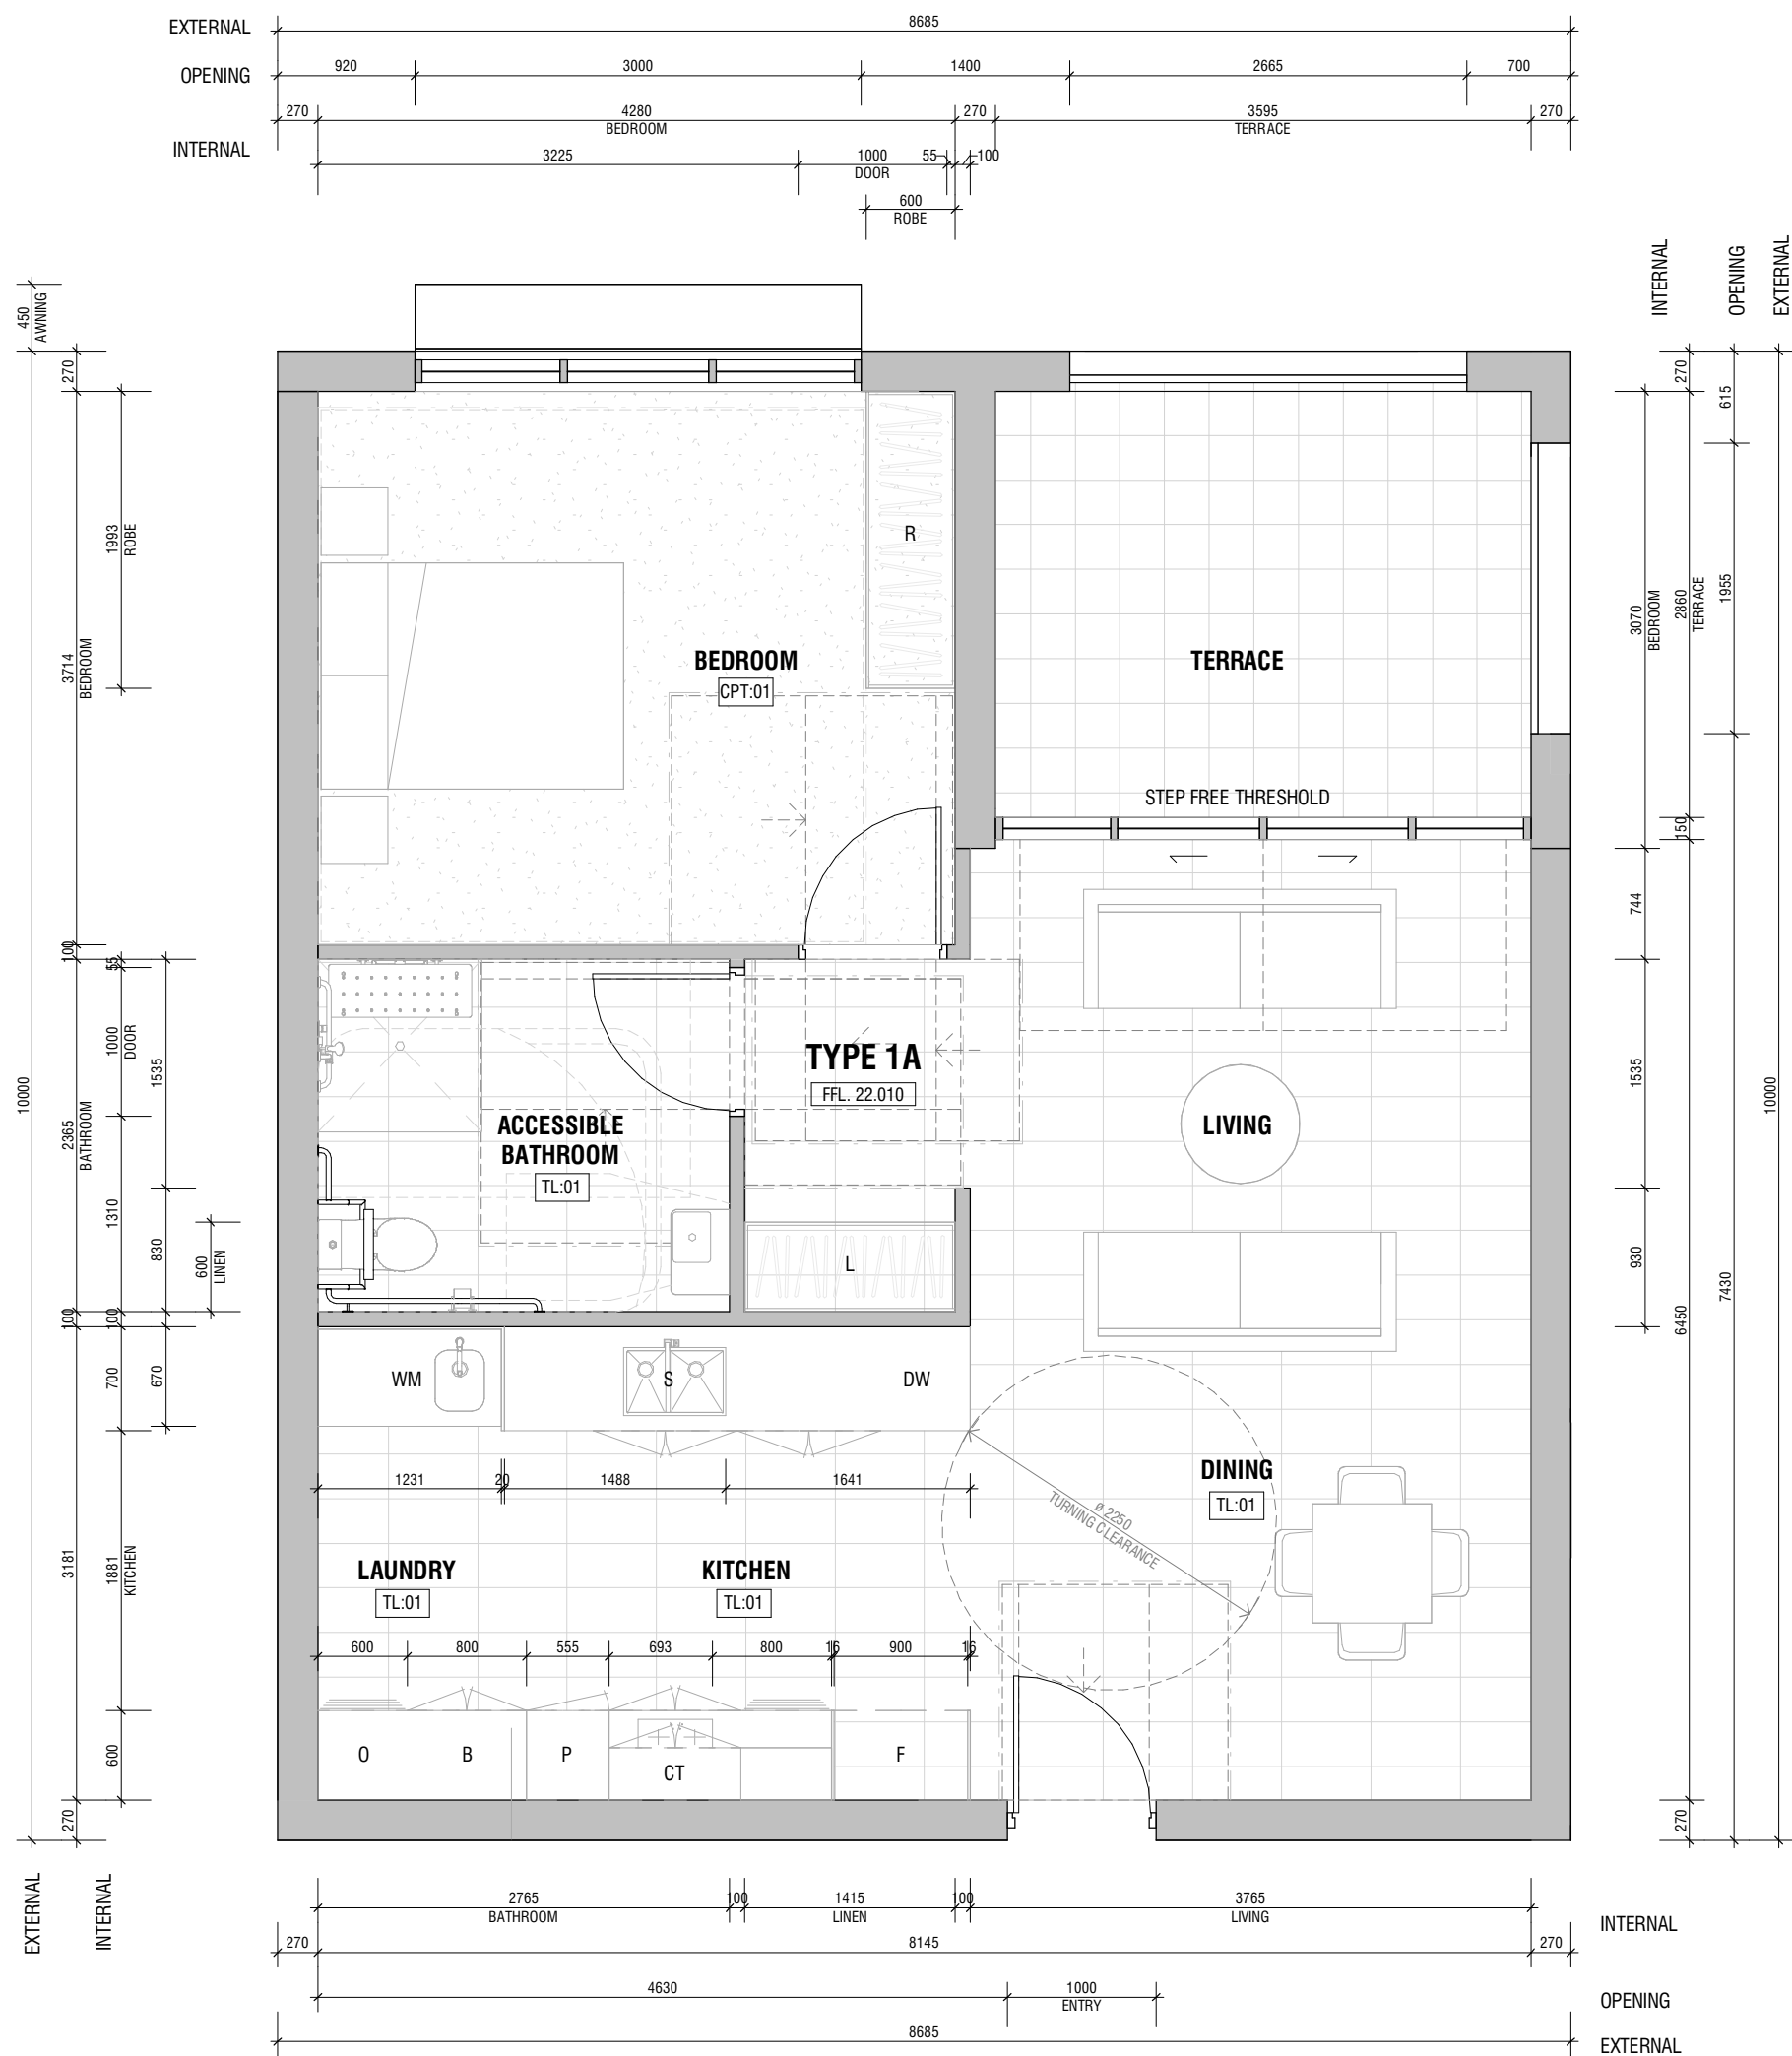 EXTERNAL
8685
OPENING
920
3000
1400
2665
700
270
4280
BEDROOM
270
3595
TERRACE
270
INTERNAL
3225
1000
DOOR
55
100
600
ROBE
INTERNAL
OPENING
EXTERNAL
450
AWNING
270
3714
BEDROOM
1993
ROBE
10000
100
55
1000
DOOR
1535
2365
BATHROOM
1310
830
600
LINEN
100
100
700
670
3181
1881
KITCHEN
600
270
EXTERNAL
INTERNAL
R
BEDROOM
CPT:01
TERRACE
STEP FREE THRESHOLD
TYPE 1A
FFL. 22.010
ACCESSIBLE
BATHROOM
TL:01
LIVING
L
WM
S
DW
1231
20
1488
1641
DINING
TL:01
ø 2250
TURNING CLEARANCE
LAUNDRY
TL:01
KITCHEN
TL:01
600
800
555
693
800
16
900
16
O
B
P
CT
F
270
615
3070
BEDROOM
2860
TERRACE
1955
150
744
1535
10000
930
6450
7430
270
2765
BATHROOM
100
1415
LINEN
100
3765
LIVING
INTERNAL
270
8145
270
4630
1000
ENTRY
OPENING
8685
EXTERNAL